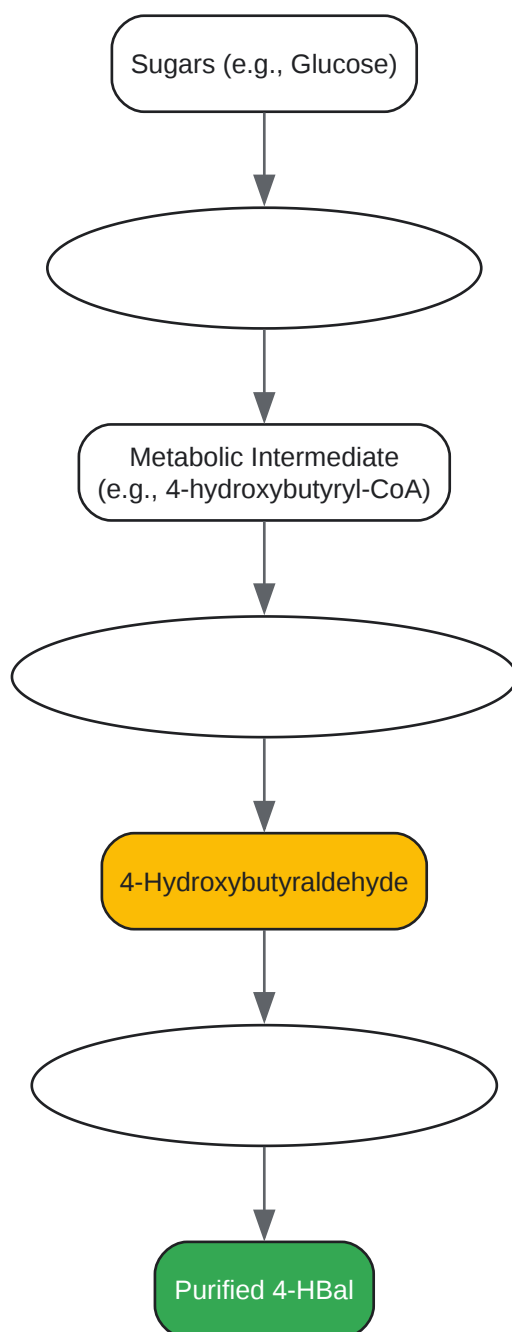 Sugars (e.g., Glucose)
Metabolic Intermediate
(e.g., 4-hydroxybutyryl-CoA)
4-Hydroxybutyraldehyde
Purified 4-HBal